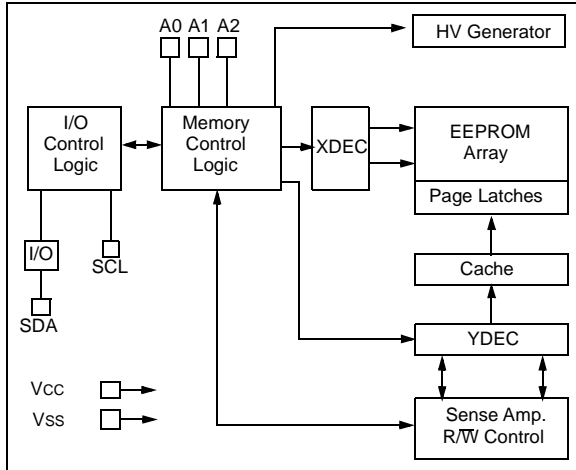 A0 A1 A2
HV Generator
I/O
Control
Logic
Memory
Control
Logic
XDEC
EEPROM
Array
Page Latches
I/O
SCL
SDA
Cache
YDEC
VCC
VSS
Sense Amp.
R/W̅ Control